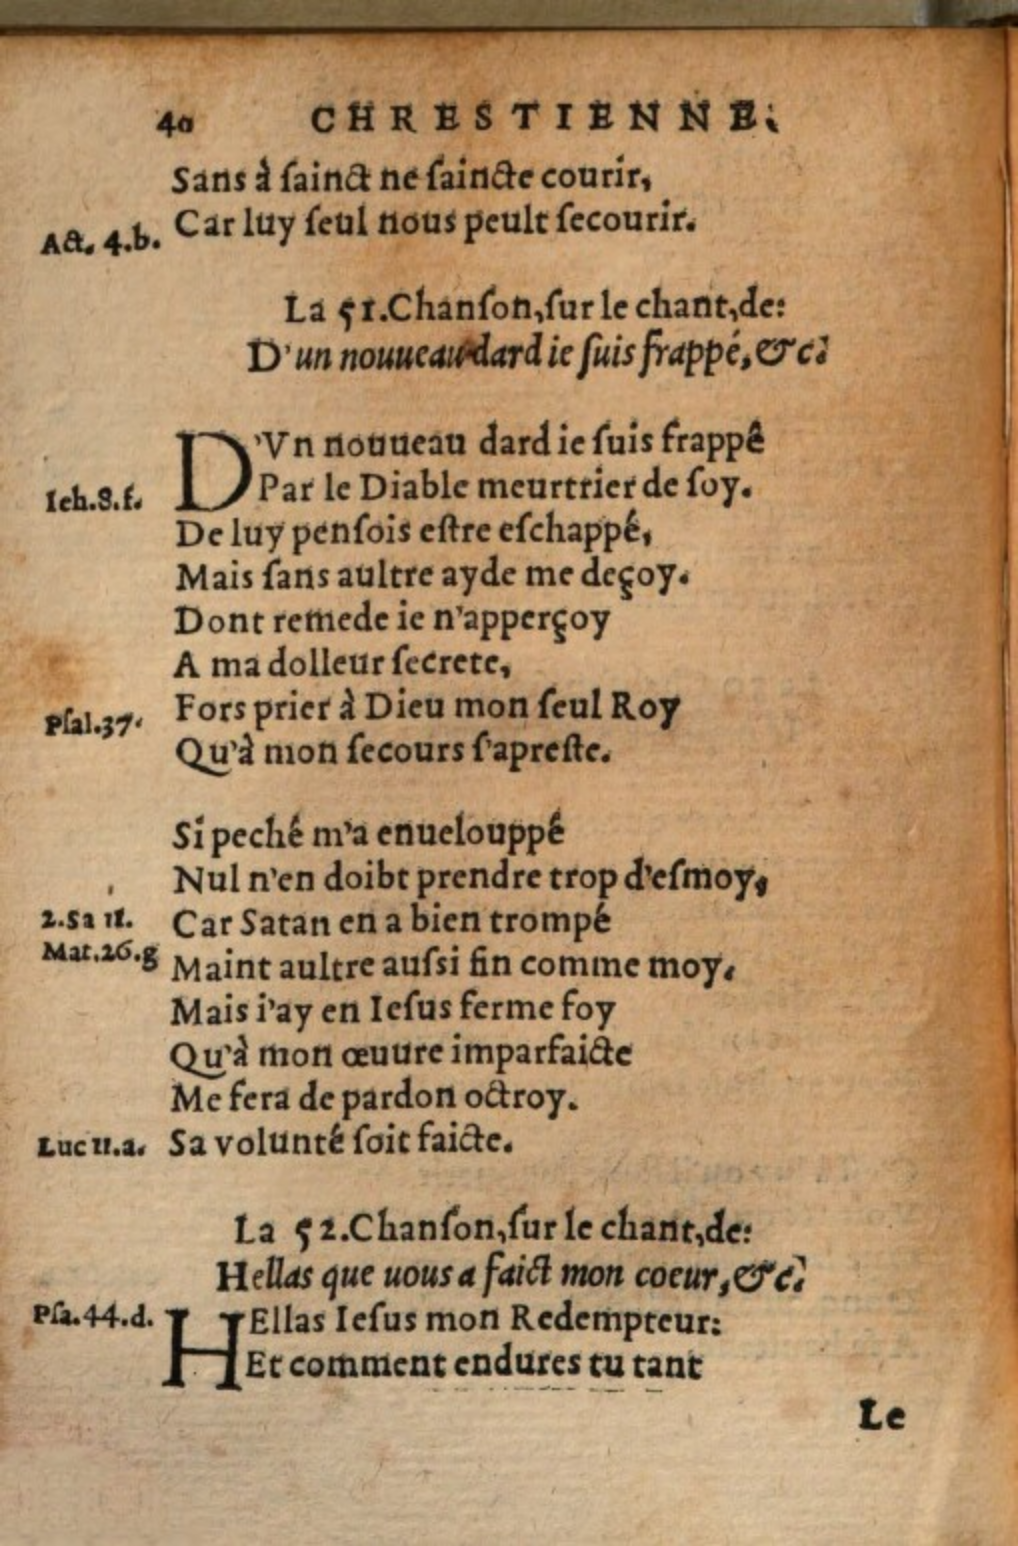 40 CHRESTIENNE.
Sans à ſainct ne ſaincte courir,
Act. 4.b. Car luy ſeul nous peult ſecourir.
La 51.Chanſon,ſur le chant,de:
D'un nouueau dard ie ſuis frappé,&c.
D'Vn nouueau dard ie ſuis frappé
Ieh.8.f. Par le Diable meurtrier de ſoy.
De luy penſois eſtre eſchappé,
Mais ſans aultre ayde me deçoy.
Dont remede ie n'apperçoy
A ma dolleur ſecrete,
Pſal.37. Fors prier à Dieu mon ſeul Roy
Qu'à mon ſecours ſ'apreſte.
Si peché m'a enuelouppé
Nul n'en doibt prendre trop d'eſmoy,
2.Sa 11. Car Satan en a bien trompé
Mat.26.g Maint aultre auſsi fin comme moy.
Mais i'ay en Ieſus ferme foy
Qu'à mon œuure imparfaicte
Me fera de pardon octroy.
Luc 11.a. Sa volunté ſoit faicte.
La 52.Chanſon,ſur le chant,de:
Hellas que uous a faict mon coeur,&c.
Pſa.44.d. HEllas Ieſus mon Redempteur:
Et comment endures tu tant
Le